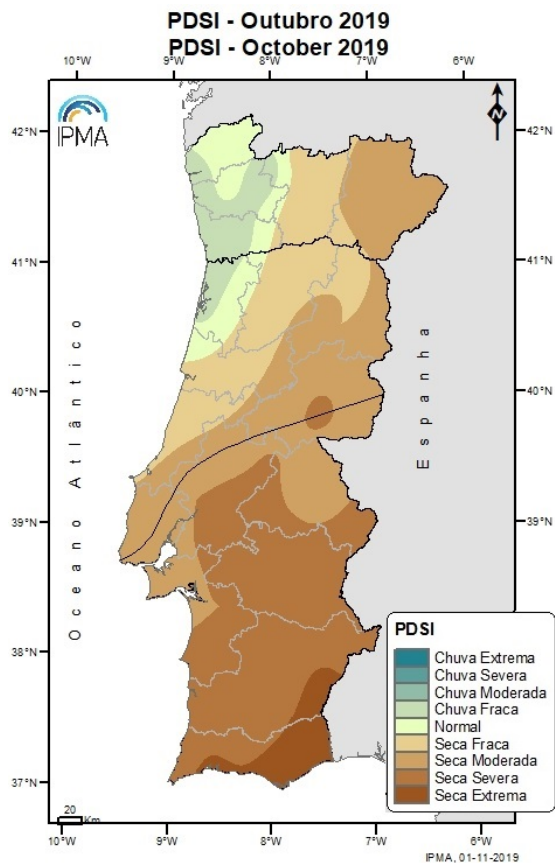 PDSI - Outubro 2019
PDSI - October 2019
10°W 9°W 8°W 7°W 6°W
IPMA
N
42°N 42°N
41°N 41°N
40°N 40°N
39°N 39°N
38°N 38°N
37°N 37°N
Oceano Atlântico
Espanha
S
PDSI
Chuva Extrema
Chuva Severa
Chuva Moderada
Chuva Fraca
Normal
Seca Fraca
Seca Moderada
Seca Severa
Seca Extrema
20
Km
10°W 9°W 8°W 7°W 6°W
IPMA, 01-11-2019